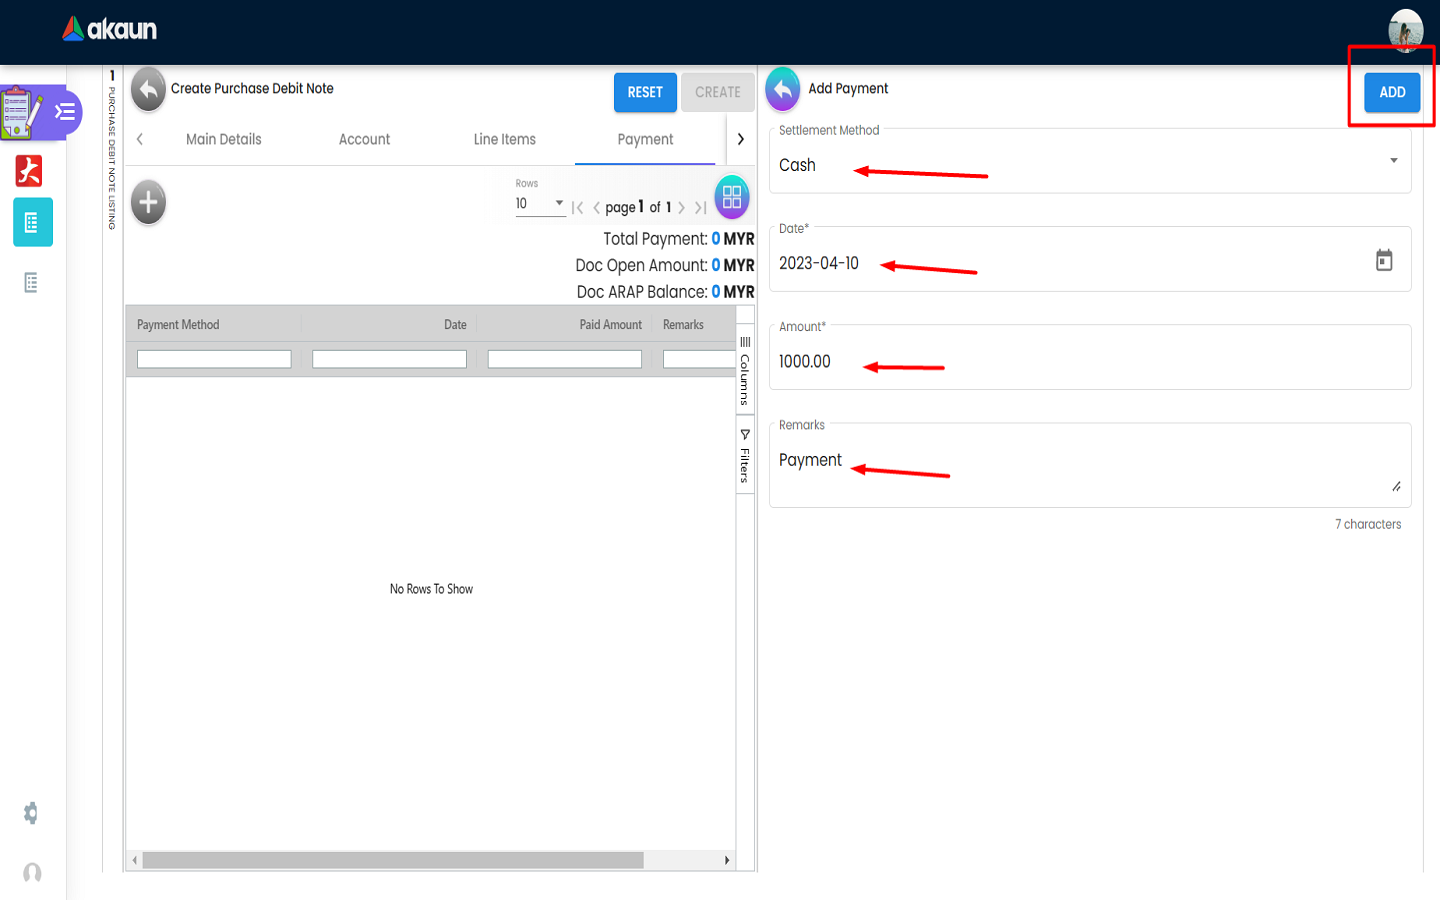 akaun
1 PURCHASE DEBIT NOTE LISTING
Create Purchase Debit Note
RESET
CREATE
Main Details
Account
Line Items
Payment
Rows
10
page 1 of 1
Total Payment: 0 MYR
Doc Open Amount: 0 MYR
Doc ARAP Balance: 0 MYR
Payment Method
Date
Paid Amount
Remarks
Columns
Filters
No Rows To Show
Add Payment
ADD
Settlement Method
Cash
Date*
2023-04-10
Amount*
1000.00
Remarks
Payment
7 characters